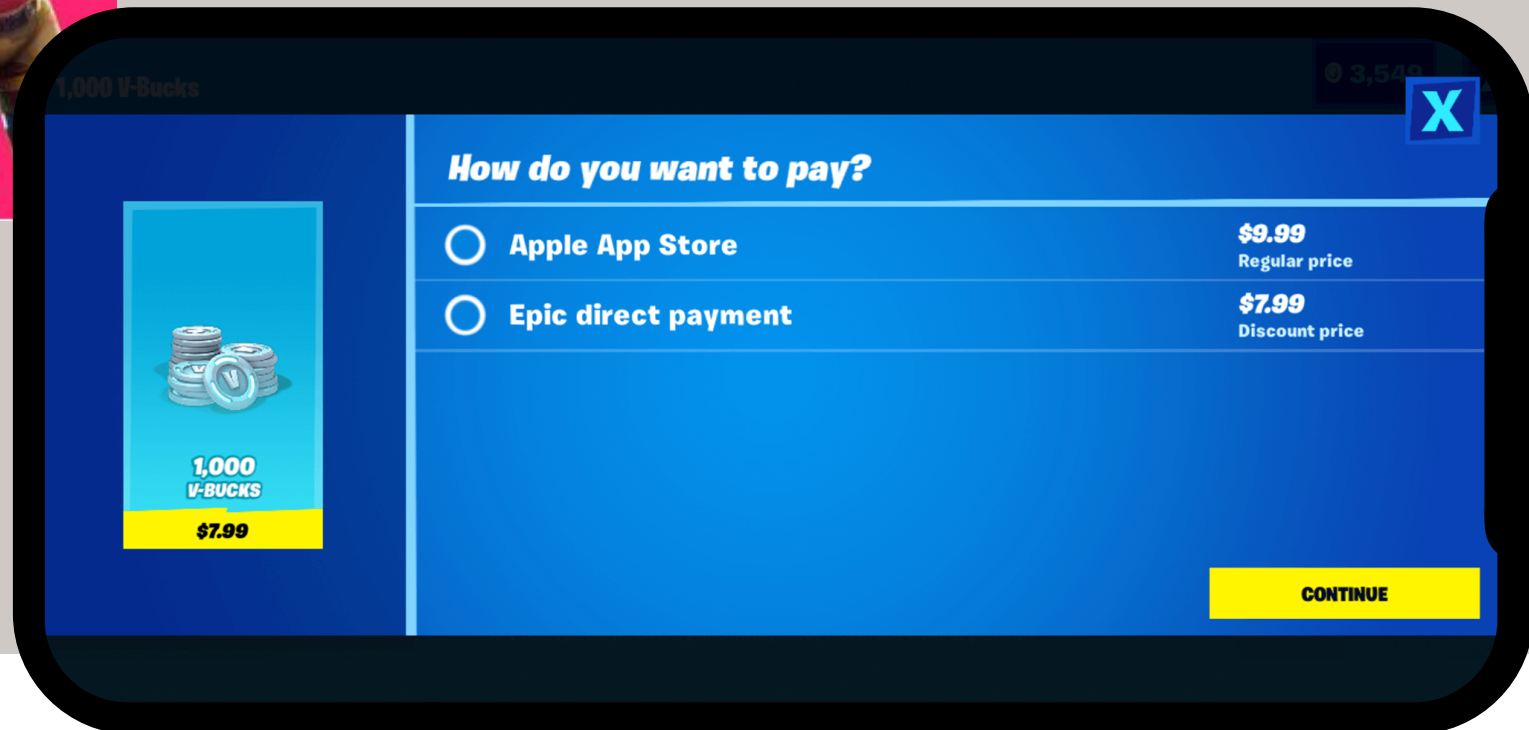 1,000 V-Bucks
3,549
X
How do you want to pay?
Apple App Store
$9.99
Regular price
Epic direct payment
$7.99
Discount price
V
1,000
V-BUCKS
$7.99
CONTINUE